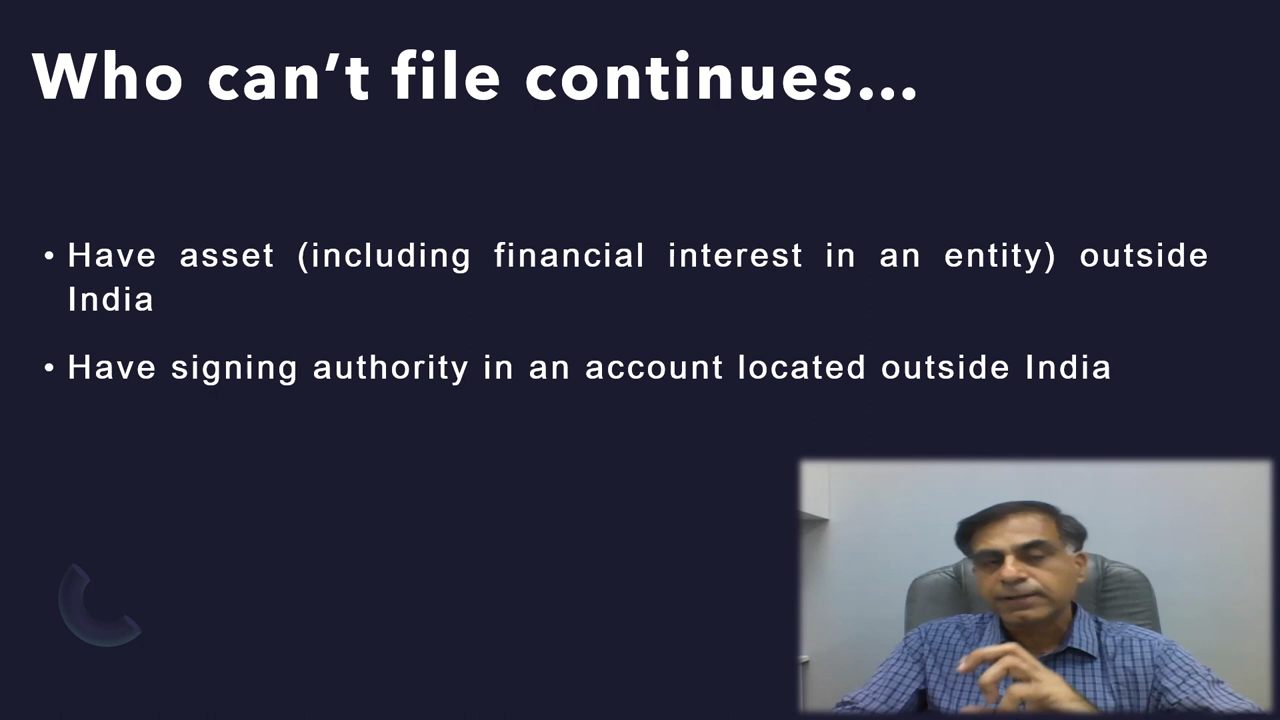 Who can’t file continues...
• Have asset (including financial interest in an entity) outside
India
• Have signing authority in an account located outside India